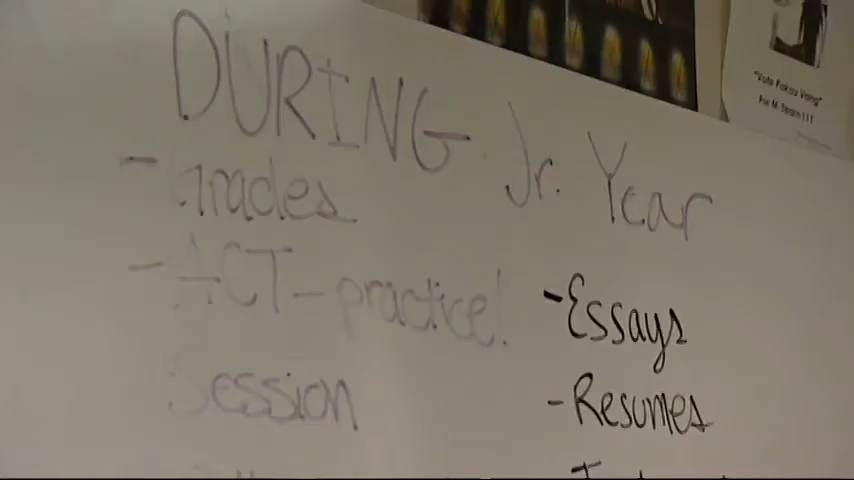 DURING Jr. Year
- Grades
- ACT - practice!
Session
- Essays
- Resumes
"Vote Pakou Vang"
For M-Team!!!